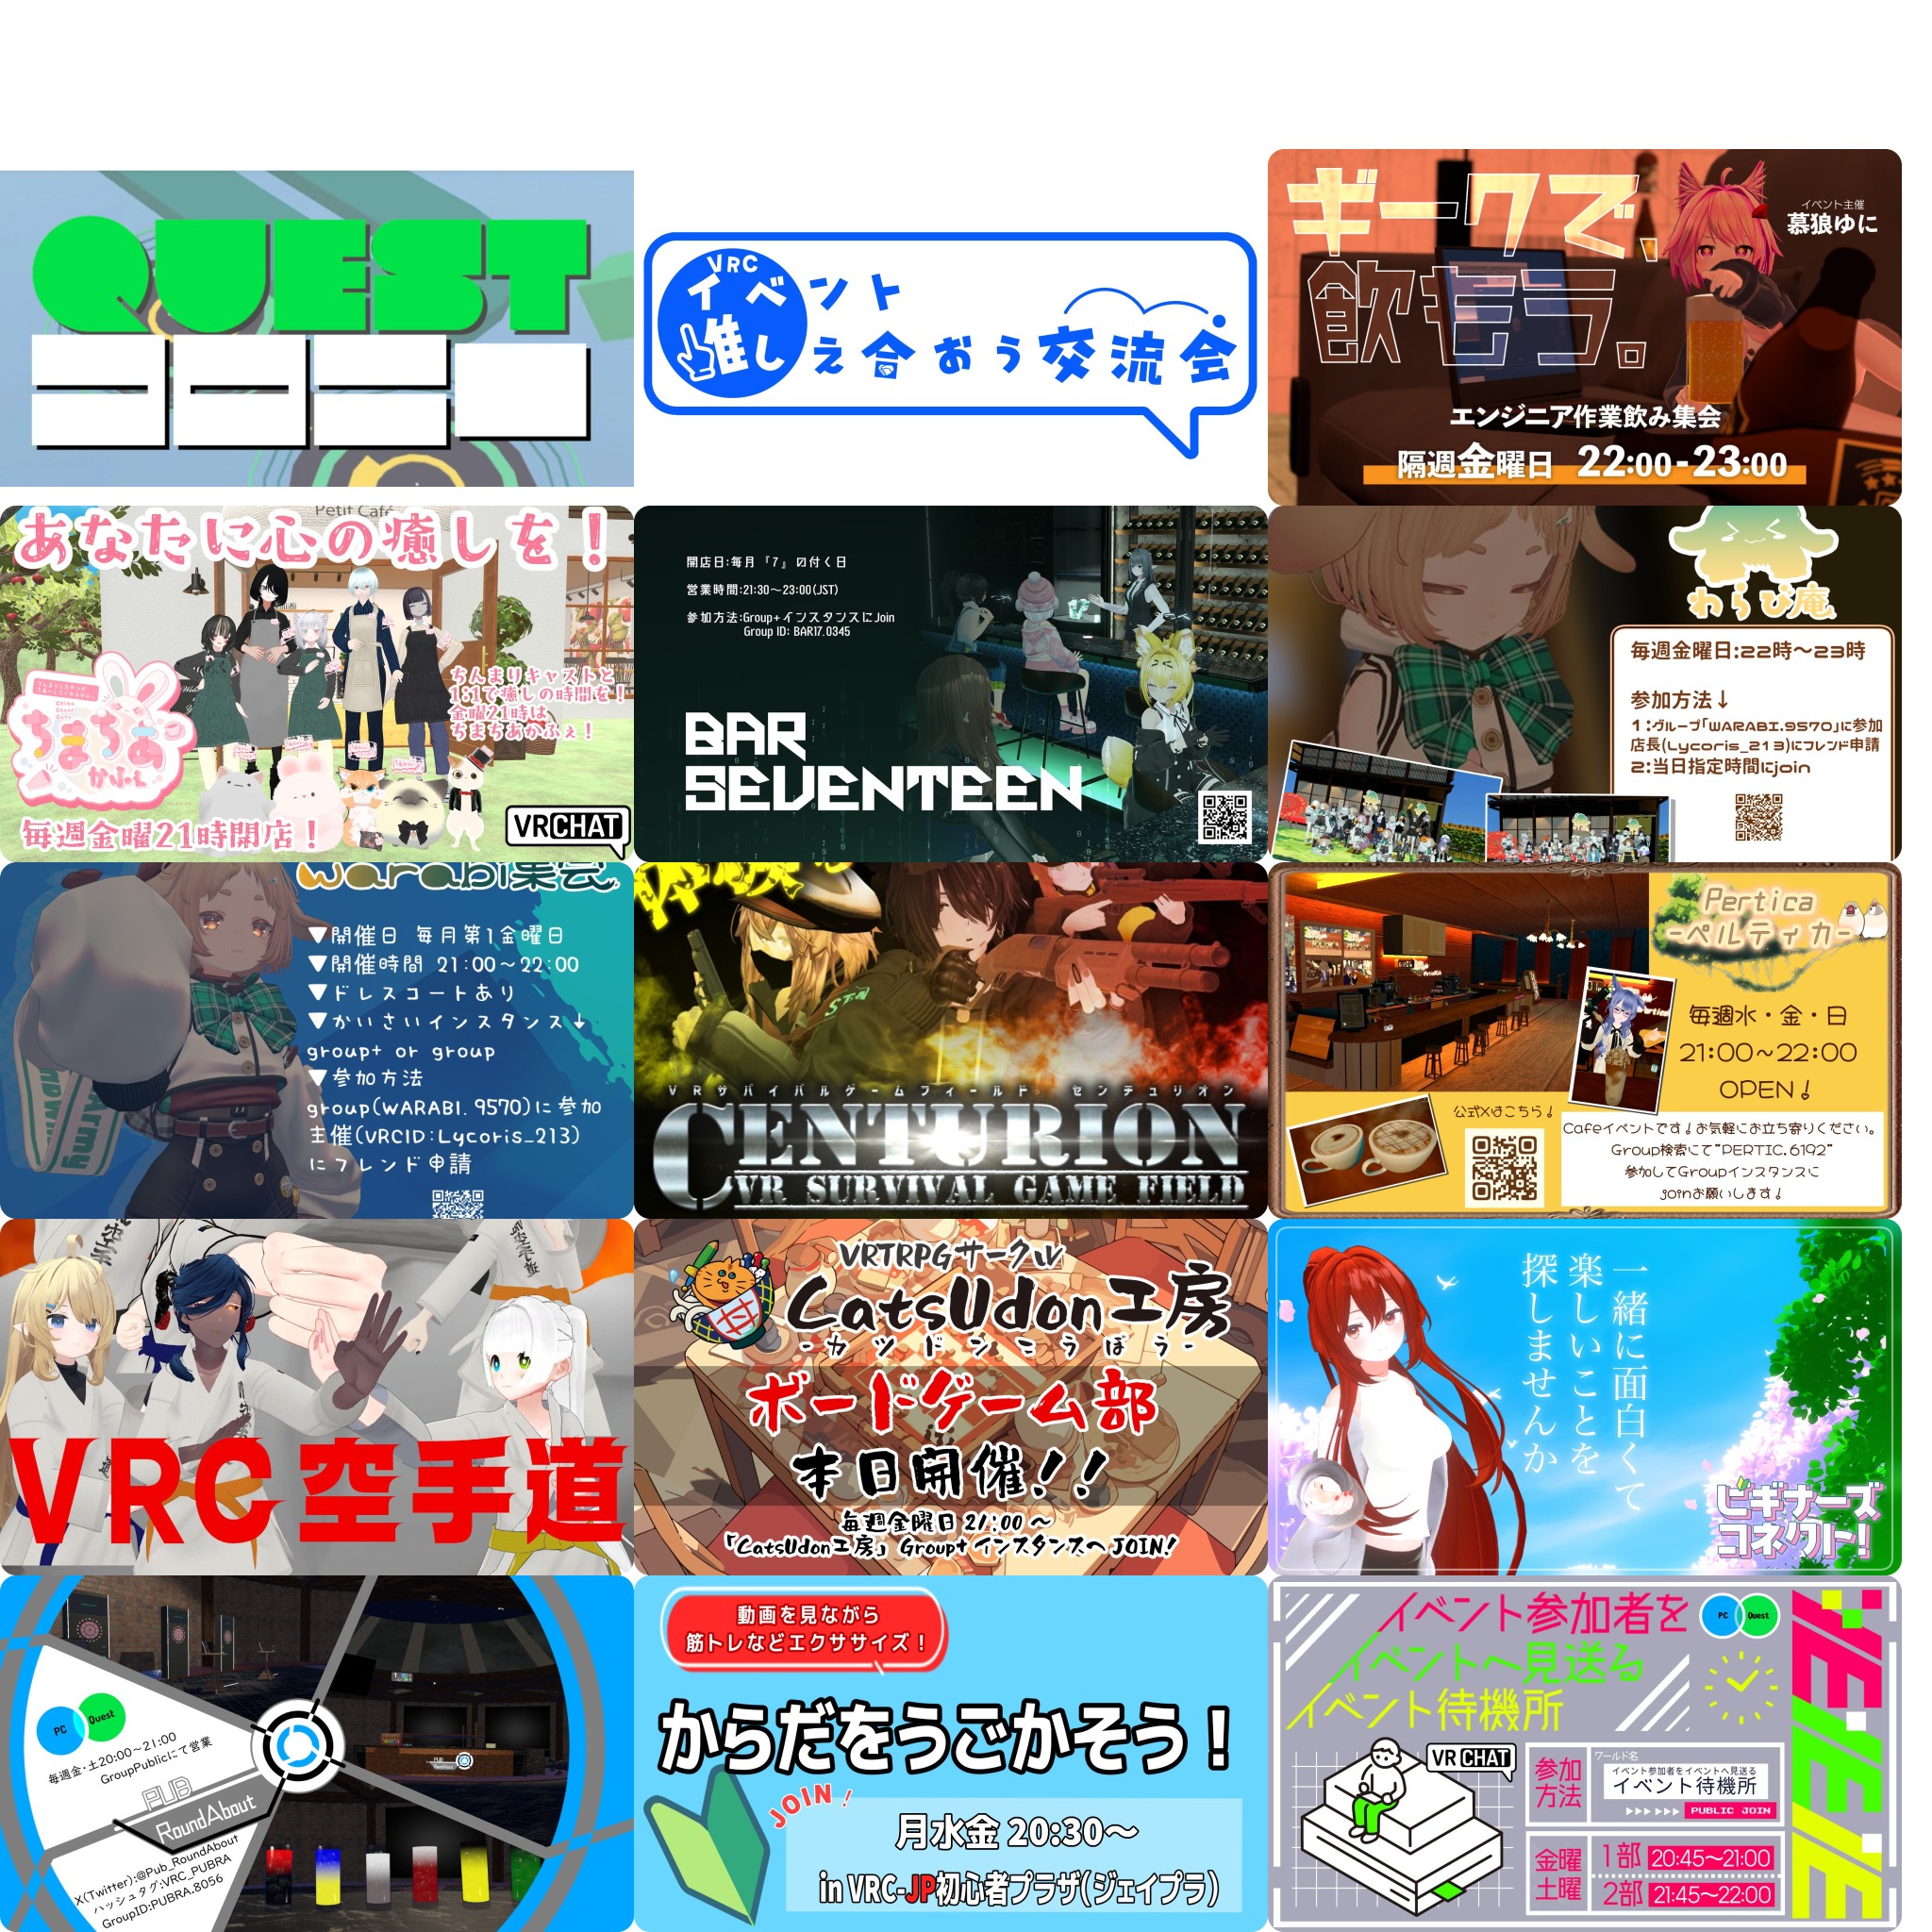 QUEST
コロニー
VRC
イベント
推し え合おう交流会
ギークで、
飲もう。
イベント主催
慕狼ゆに
エンジニア作業飲み集会
隔週金曜日 22:00-23:00
Petit Café
あなたに心の癒しを!
ちまちあ
かふぇ
ちんまりキャストと
1:1で癒しの時間を!
金曜21時は
ちまちあかふぇ!
毎週金曜21時開店!
VRCHAT
開店日:毎月『7』の付く日
営業時間:21:30~23:00(JST)
参加方法:Group+インスタンスにJoin
Group ID: BAR17.0345
BAR
SEVENTEEN
わらび庵
毎週金曜日:22時~23時
参加方法↓
1:グループ「WARABI.9570」に参加
店長(Lycoris_213)にフレンド申請
2:当日指定時間にjoin
warabi集会
▼開催日 毎月第1金曜日
▼開催時間 21:00~22:00
▼ドレスコートあり
▼かいさいインスタンス↓
group+ or group
▼参加方法
group(WARABI.9570)に参加
主催(VRCID:Lycoris_213)
にフレンド申請
VRサバイバルゲームフィールド。 センチュリオン
CENTURION
VR SURVIVAL GAME FIELD
Pertica
-ペルティカ-
毎週水・金・日
21:00~22:00
OPEN!
公式Xはこちら!
Cafeイベントです!お気軽にお立ち寄りください。
Group検索にて"PERTIC.6192"
参加してGroupインスタンスに
joinお願いします!
VRC空手道
VRTRPGサークル
CatsUdon工房
-カツドンこうぼう-
ボードゲーム部
本日開催!!
毎週金曜日 21:00 ~
「CatsUdon工房」Group+インスタンスへJOIN!
一緒に面白くて
楽しいことを
探しませんか
ビギナーズ
コネクト!
PC Quest
毎週金・土20:00~21:00
GroupPublicにて営業
PUB
RoundAbout
X(Twitter):@Pub_RoundAbout
ハッシュタグ:VRC_PUBRA
GroupID:PUBRA.8056
動画を見ながら
筋トレなどエクササイズ!
からだをうごかそう!
JOIN!
月水金 20:30~
in VRC-JP初心者プラザ(ジェイプラ)
イベント参加者を
イベントへ見送る
イベント待機所
PC Quest
VRCHAT
参加
方法
ワールド名
イベント参加者をイベントへ見送る
イベント待機所
PUBLIC JOIN
金曜
土曜
1部 20:45~21:00
2部 21:45~22:00